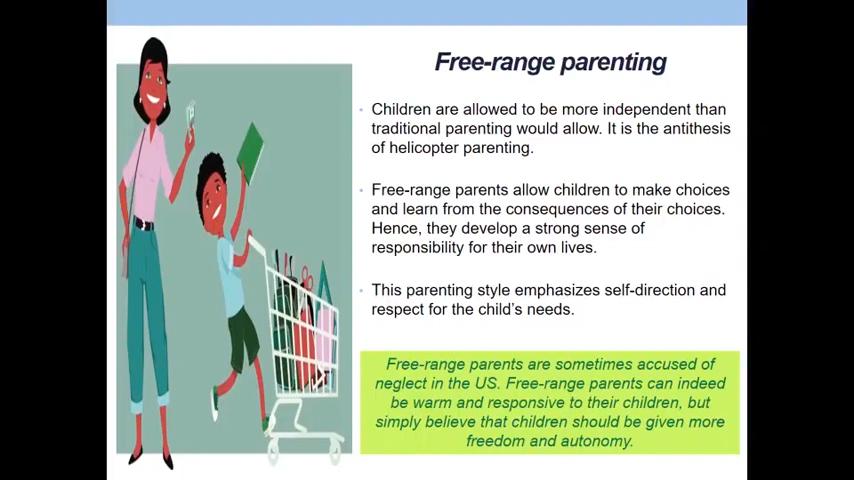 Free-range parenting
Children are allowed to be more independent than
traditional parenting would allow. It is the antithesis
of helicopter parenting.
Free-range parents allow children to make choices
and learn from the consequences of their choices.
Hence, they develop a strong sense of
responsibility for their own lives.
This parenting style emphasizes self-direction and
respect for the child's needs.
Free-range parents are sometimes accused of
neglect in the US. Free-range parents can indeed
be warm and responsive to their children, but
simply believe that children should be given more
freedom and autonomy.